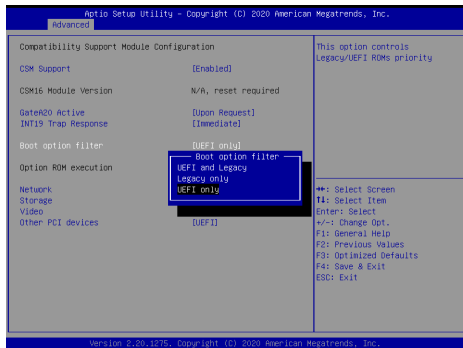 Aptio Setup Utility – Copyright (C) 2020 American Megatrends, Inc.
Advanced
Compatibility Support Module Configuration
CSM Support [Enabled]
CSM16 Module Version N/A, reset required
GateA20 Active [Upon Request]
INT19 Trap Response [Immediate]
Boot option filter [UEFI only]
Option ROM execution
Network
Storage
Video
Other PCI devices [UEFI]
Boot option filter
UEFI and Legacy
Legacy only
UEFI only
This option controls
Legacy/UEFI ROMs priority
↔: Select Screen
↑↓: Select Item
Enter: Select
+/-: Change Opt.
F1: General Help
F2: Previous Values
F3: Optimized Defaults
F4: Save & Exit
ESC: Exit
Version 2.20.1275. Copyright (C) 2020 American Megatrends, Inc.